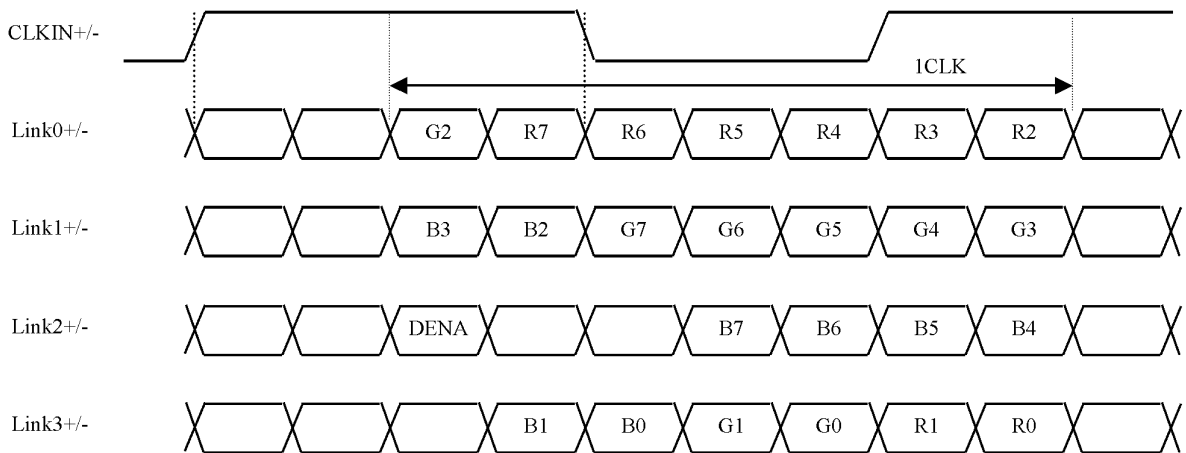 CLKIN+/-
1CLK
Link0+/- G2 R7 R6 R5 R4 R3 R2
Link1+/- B3 B2 G7 G6 G5 G4 G3
Link2+/- DENA B7 B6 B5 B4
Link3+/- B1 B0 G1 G0 R1 R0